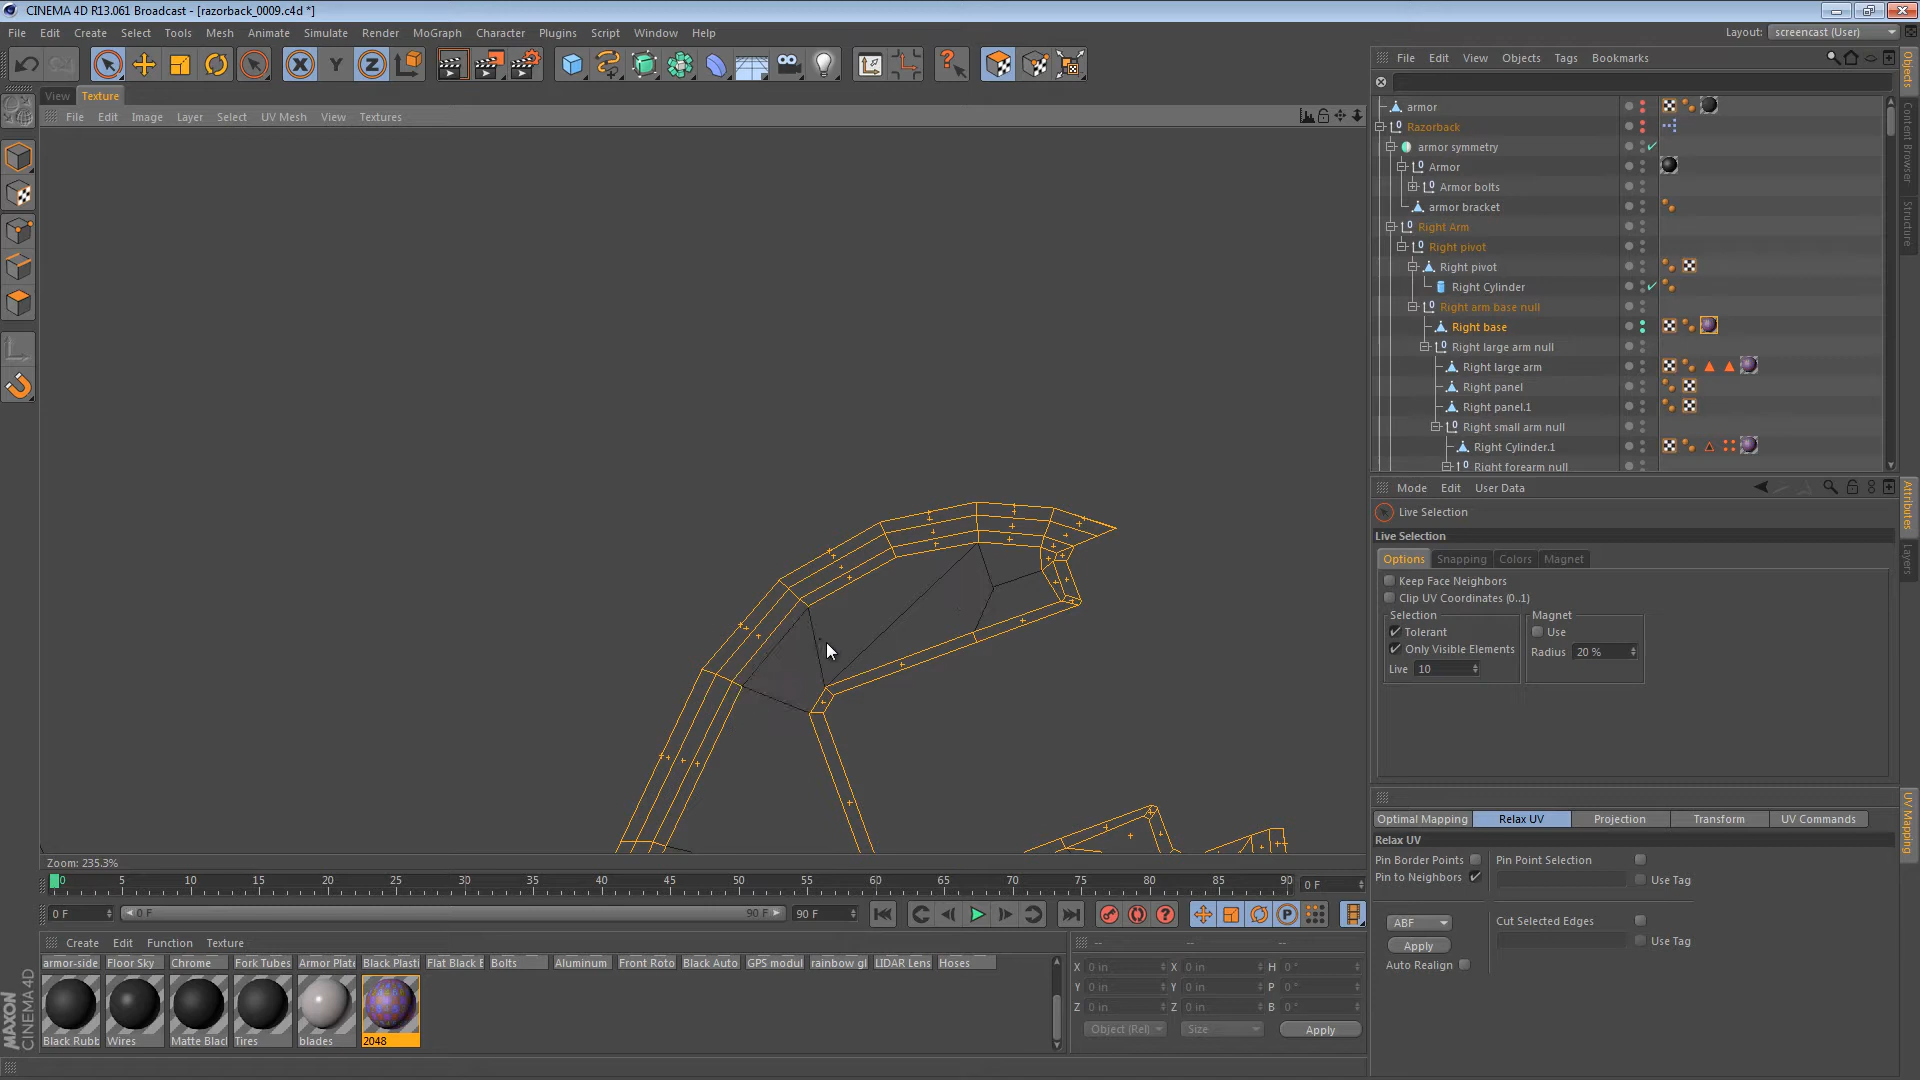 CINEMA 4D R13.061 Broadcast - [razorback_0009.c4d *]
File Edit Create Select Tools Mesh Animate Simulate Render MoGraph Character Plugins Script Window Help
Layout: screencast (User)
View Texture
File Edit Image Layer Select UV Mesh View Textures
File Edit View Objects Tags Bookmarks
armor
Razorback
armor symmetry
Armor
Armor bolts
armor bracket
Right Arm
Right pivot
Right pivot
Right Cylinder
Right arm base null
Right base
Right large arm null
Right large arm
Right panel
Right panel.1
Right small arm null
Right Cylinder.1
Right forearm null
Objects
Content Browser
Structure
Mode Edit User Data
Live Selection
Live Selection
Options Snapping Colors Magnet
Keep Face Neighbors
Clip UV Coordinates (0..1)
Selection Magnet
Tolerant Use
Only Visible Elements Radius 20 %
Live 10
Attributes
Layers
Optimal Mapping Relax UV Projection Transform UV Commands
Relax UV
Pin Border Points Pin Point Selection
Pin to Neighbors Use Tag
ABF Cut Selected Edges
Apply Use Tag
Auto Realign
UV Mapping
Zoom: 235.3%
0 5 10 15 20 25 30 35 40 45 50 55 60 65 70 75 80 85 90 0 F
0 F 0 F 90 F 90 F
Create Edit Function Texture
armor-side Floor Sky Chrome Fork Tubes Armor Plat Black Plasti Flat Black E Bolts Aluminum Front Roto Black Auto GPS modul rainbow gl LIDAR Lens Hoses
Black Rubb Wires Matte Blacl Tires blades 2048
-- -- --
X 0 in X 0 in H 0 °
Y 0 in Y 0 in P 0 °
Z 0 in Z 0 in B 0 °
Object (Rel) Size Apply
MAXON
CINEMA 4D